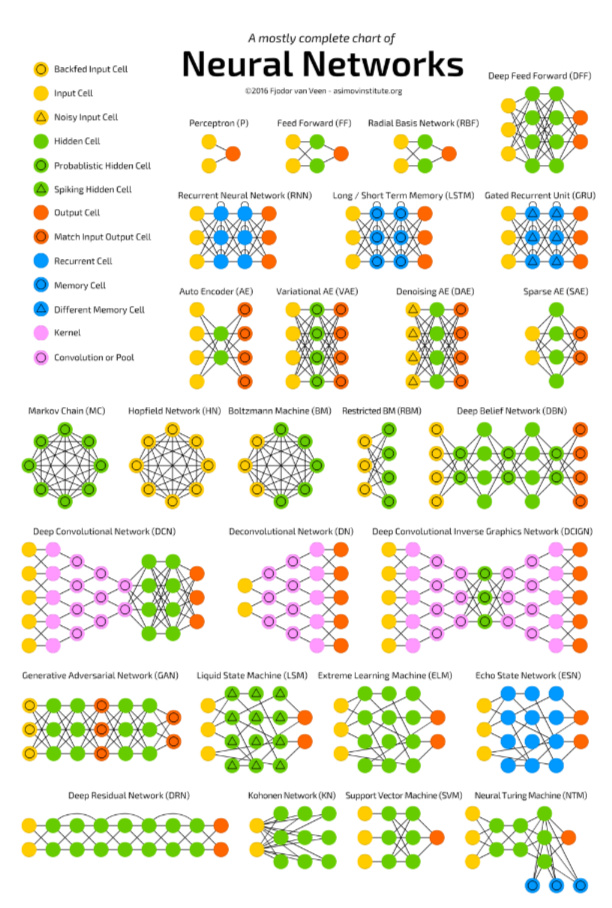 A mostly complete chart of
Neural Networks
©2016 Fjodor van Veen - asimovinstitute.org
Backfed Input Cell
Input Cell
Noisy Input Cell
Hidden Cell
Probablistic Hidden Cell
Spiking Hidden Cell
Output Cell
Match Input Output Cell
Recurrent Cell
Memory Cell
Different Memory Cell
Kernel
Convolution or Pool
Deep Feed Forward (DFF)
Perceptron (P)
Feed Forward (FF)
Radial Basis Network (RBF)
Recurrent Neural Network (RNN)
Long / Short Term Memory (LSTM)
Gated Recurrent Unit (GRU)
Auto Encoder (AE)
Variational AE (VAE)
Denoising AE (DAE)
Sparse AE (SAE)
Markov Chain (MC)
Hopfield Network (HN)
Boltzmann Machine (BM)
Restricted BM (RBM)
Deep Belief Network (DBN)
Deep Convolutional Network (DCN)
Deconvolutional Network (DN)
Deep Convolutional Inverse Graphics Network (DCIGN)
Generative Adversarial Network (GAN)
Liquid State Machine (LSM)
Extreme Learning Machine (ELM)
Echo State Network (ESN)
Deep Residual Network (DRN)
Kohonen Network (KN)
Support Vector Machine (SVM)
Neural Turing Machine (NTM)